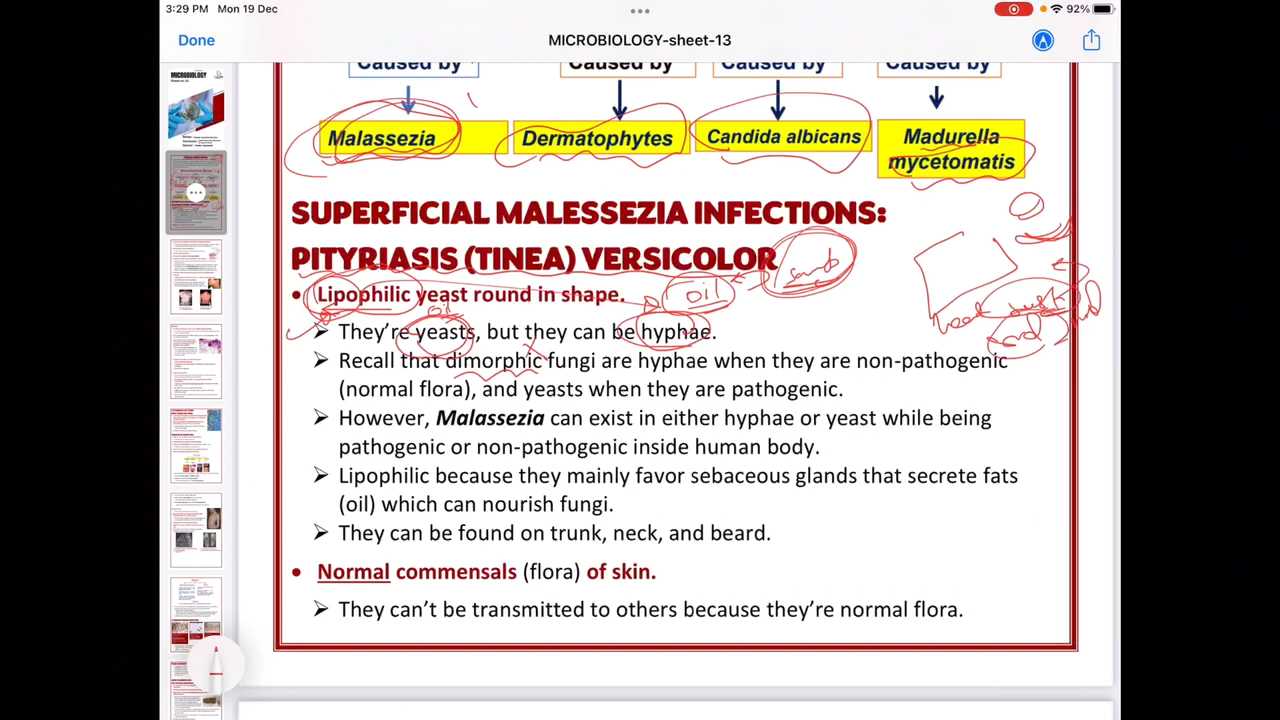 3:29 PM Mon 19 Dec
92%
Done
MICROBIOLOGY-sheet-13
MICROBIOLOGY
Caused by
Caused by
Caused by
Caused by
Malassezia
Dermatophytes
Candida albicans
Madurella
mycetomatis
SUPERFICIAL MALESSEZIA INFECTIONS:
PITYRIASIS (TINEA) VERSICOLOR
• Lipophilic yeast round in shape.
oil
➢ They're yeasts, but they can be hyphae
➢ Recall that dimorphic fungi are hyphae when they are non-pathogenic
(normal flora), and yeasts when they are pathogenic.
➢ However, Malassezia can exist in either hyphae or yeast while being
pathogenic or non-pathogenic inside human body.
➢ Lipophilic because they mainly favor sebaceous glands that secrete fats
(oil) which can nourish fungi.
➢ They can be found on trunk, neck, and beard.
• Normal commensals (flora) of skin.
➢ They can't be transmitted to others because they're normal flora.